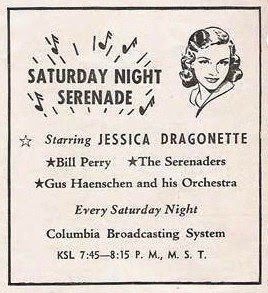 SATURDAY NIGHT
SERENADE
☆ Starring JESSICA DRAGONETTE
★Bill Perry ★The Serenaders
★Gus Haenschen and his Orchestra
Every Saturday Night
Columbia Broadcasting System
KSL 7:45—8:15 P. M., M. S. T.